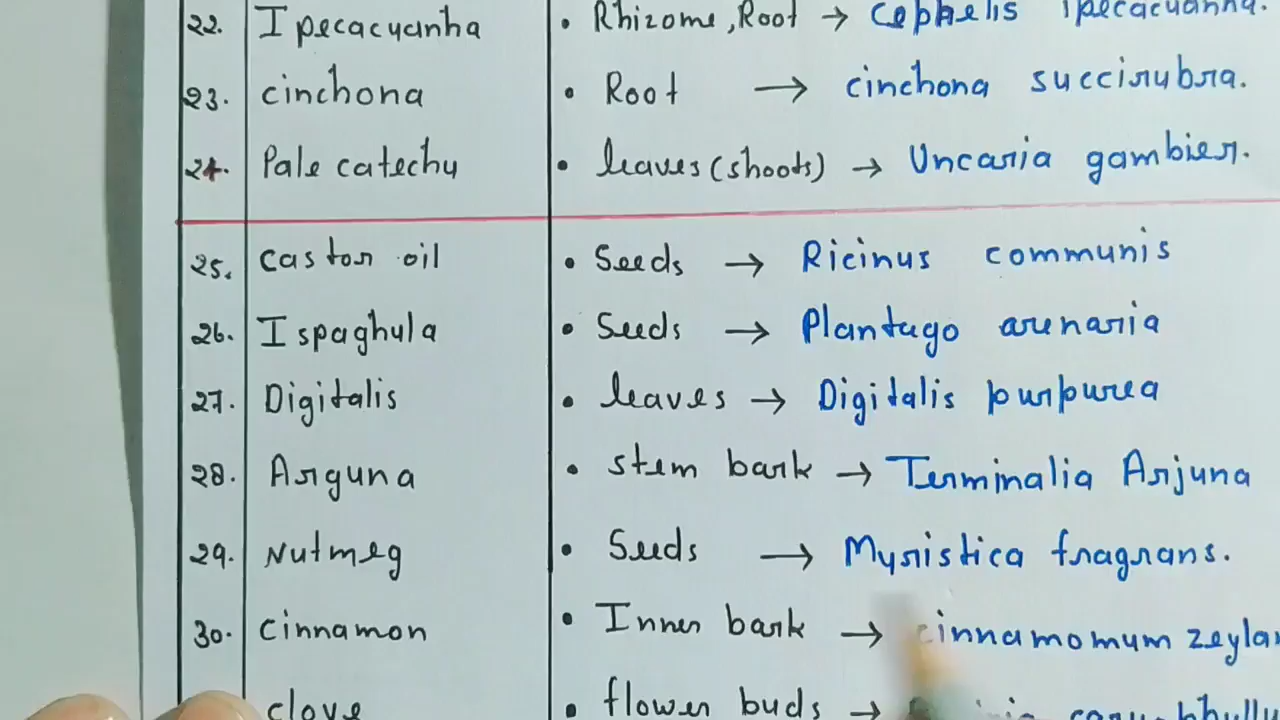 22. Ipecacuanha • Rhizome, Root → Cephelis Ipecacuanha.
23. cinchona • Root → cinchona succirubra.
24. Pale catechu • leaves (shoots) → Uncaria gambier.
25. castor oil • Seeds → Ricinus communis
26. Ispaghula • Seeds → Plantago arenaria
27. Digitalis • leaves → Digitalis purpurea
28. Arguna • stem bark → Terminalia Arjuna
29. Nutmeg • Seeds → Myristica fragrans.
30. cinnamon • Inner bark → cinnamomum
clove • flower buds →